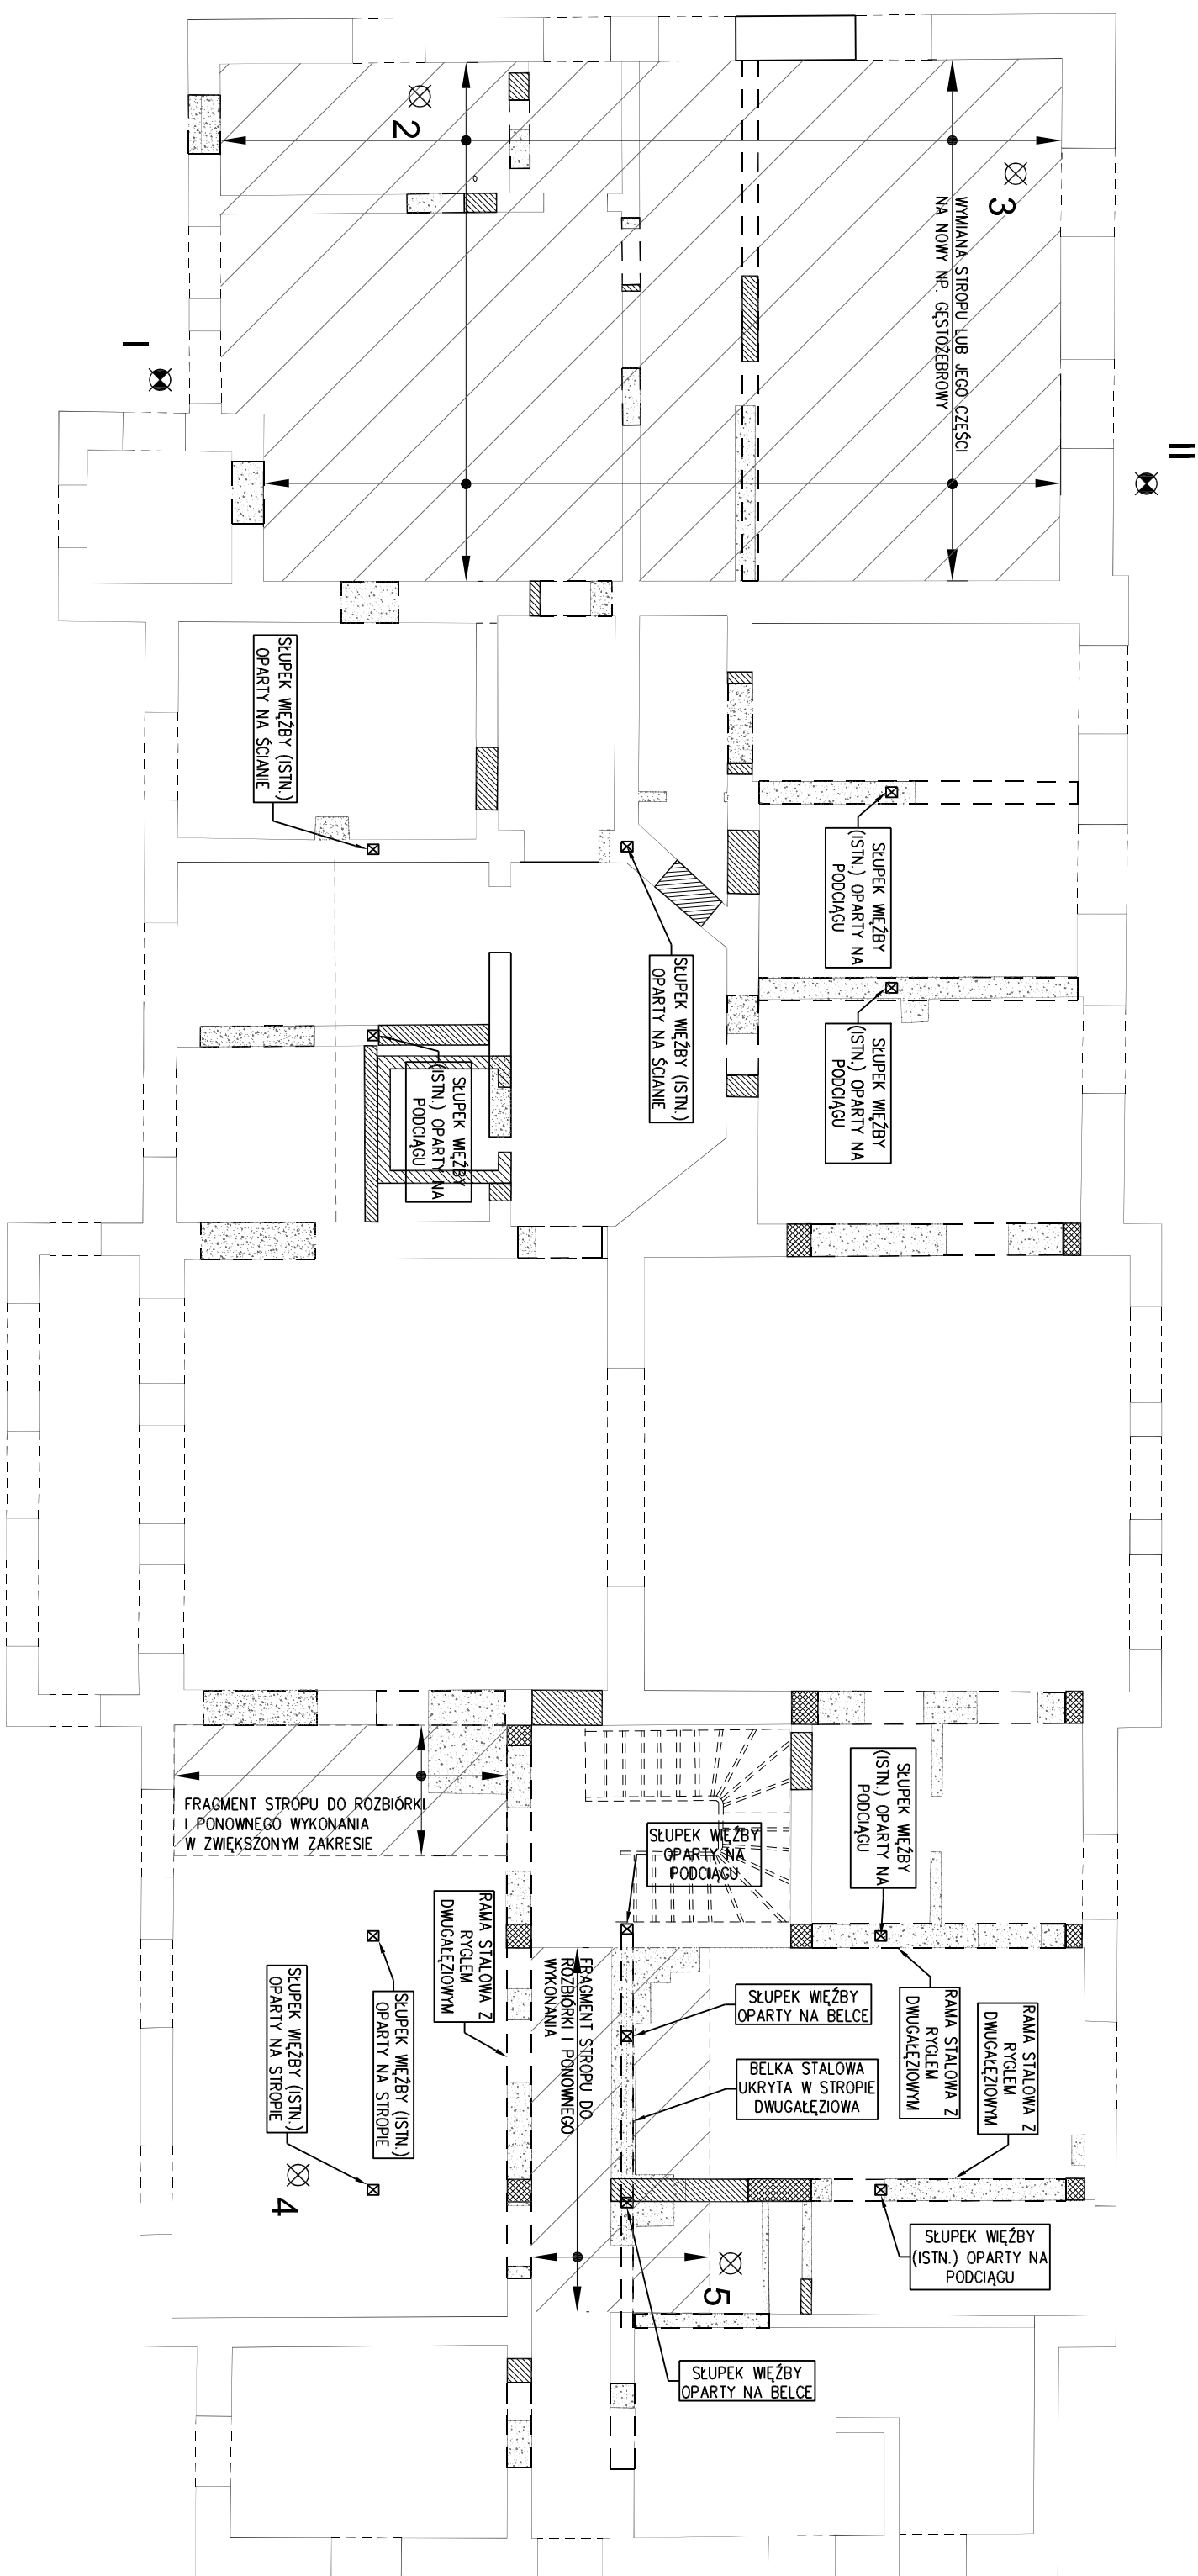 2
3
WYMIANA STROPU LUB JEGO CZĘŚCI
NA NOWY NP. GĘSTOŻEBROWY
I
II
SŁUPEK WIĘŹBY (ISTN.)
OPARTY NA ŚCIANIE
SŁUPEK WIĘŹBY
(ISTN.) OPARTY NA
PODCIĄGU
SŁUPEK WIĘŹBY (ISTN.)
OPARTY NA ŚCIANIE
SŁUPEK WIĘŹBY
(ISTN.) OPARTY NA
PODCIĄGU
SŁUPEK WIĘŹBY
(ISTN.) OPARTY NA
PODCIĄGU
FRAGMENT STROPU DO ROZBIÓRKI
I PONOWNEGO WYKONANIA
W ZWIĘKSZONYM ZAKRESIE
SŁUPEK WIĘŹBY
OPARTY NA
PODCIĄGU
SŁUPEK WIĘŹBY
(ISTN.) OPARTY NA
PODCIĄGU
RAMA STALOWA Z
RYGLEM
DWUGAŁĘZIOWYM
FRAGMENT STROPU DO
ROZBIÓRKI I PONOWNEGO
WYKONANIA
SŁUPEK WIĘŹBY
OPARTY NA BELCE
RAMA STALOWA Z
RYGLEM
DWUGAŁĘZIOWYM
RAMA STALOWA Z
RYGLEM
DWUGAŁĘZIOWYM
BELKA STALOWA
UKRYTA W STROPIE
DWUGAŁĘZIOWA
SŁUPEK WIĘŹBY (ISTN.)
OPARTY NA STROPIE
SŁUPEK WIĘŹBY (ISTN.)
OPARTY NA STROPIE
4
5
SŁUPEK WIĘŹBY
(ISTN.) OPARTY NA
PODCIĄGU
SŁUPEK WIĘŹBY
OPARTY NA BELCE